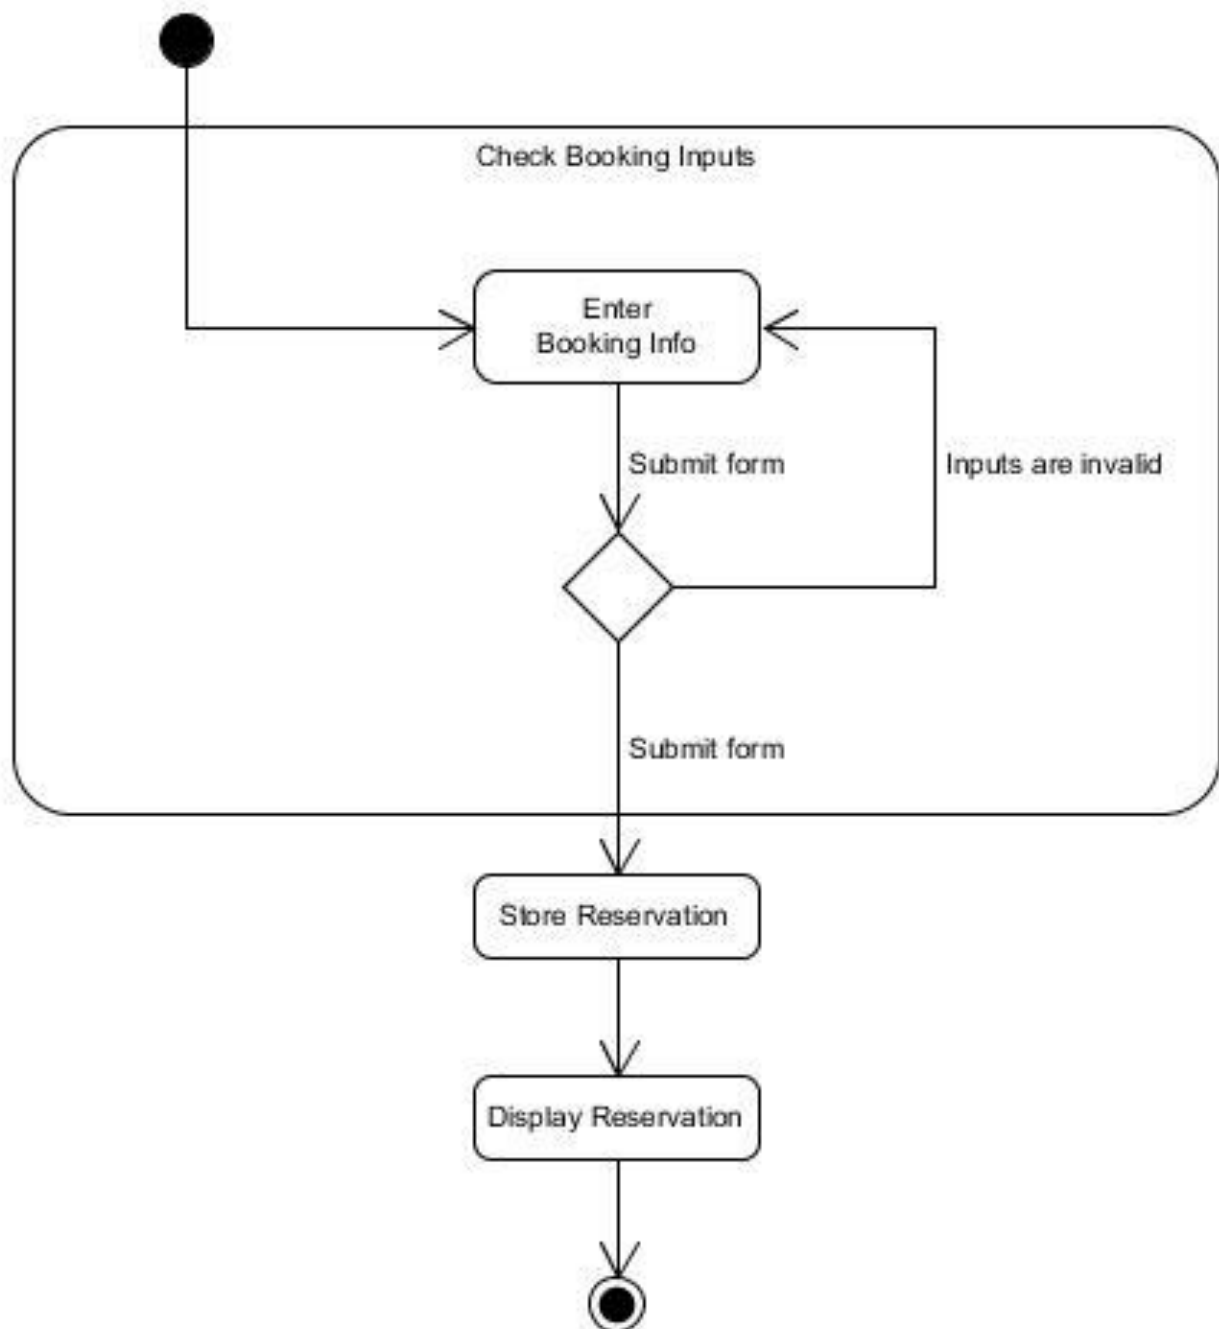 Check Booking Inputs
Enter
Booking Info
Submit form
Inputs are invalid
Submit form
Store Reservation
Display Reservation